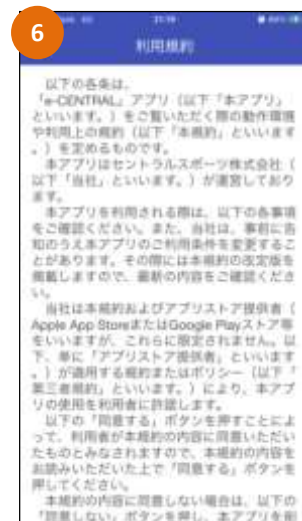 6
利用規約
以下の各条は、
「e-CENTRAL」アプリ（以下「本アプリ」
といいます。）をご覧いただく際の動作環境
や利用上の規約（以下「本規約」といいます
。）を定めるものです。
本アプリはセントラルスポーツ株式会社（
以下「当社」といいます。）が運営しており
ます。
本アプリを利用される際は、以下の各事項
をご確認ください。また、当社は、事前に告
知のうえ本アプリのご利用条件を変更するこ
とがあります。その際には本規約の改定版を
掲載しますので、最新の内容をご確認くださ
い。
当社は本規約およびアプリストア提供者（
Apple App StoreまたはGoogle Playストア等
をいいますが、これらに限定されません。以
下、単に「アプリストア提供者」といいます
。）が適用する規約またはポリシー（以下「
第三者規約」といいます。）により、本アプ
リの使用を利用者に許諾します。
以下の「同意する」ボタンを押すことによ
って、利用者が本規約の内容に同意いただい
たものとみなされますので、本規約の内容を
お読みいただいた上で「同意する」ボタンを
押してください。
本規約の内容に同意しない場合は、以下の
「同意しない」ボタンを押し、本アプリを削